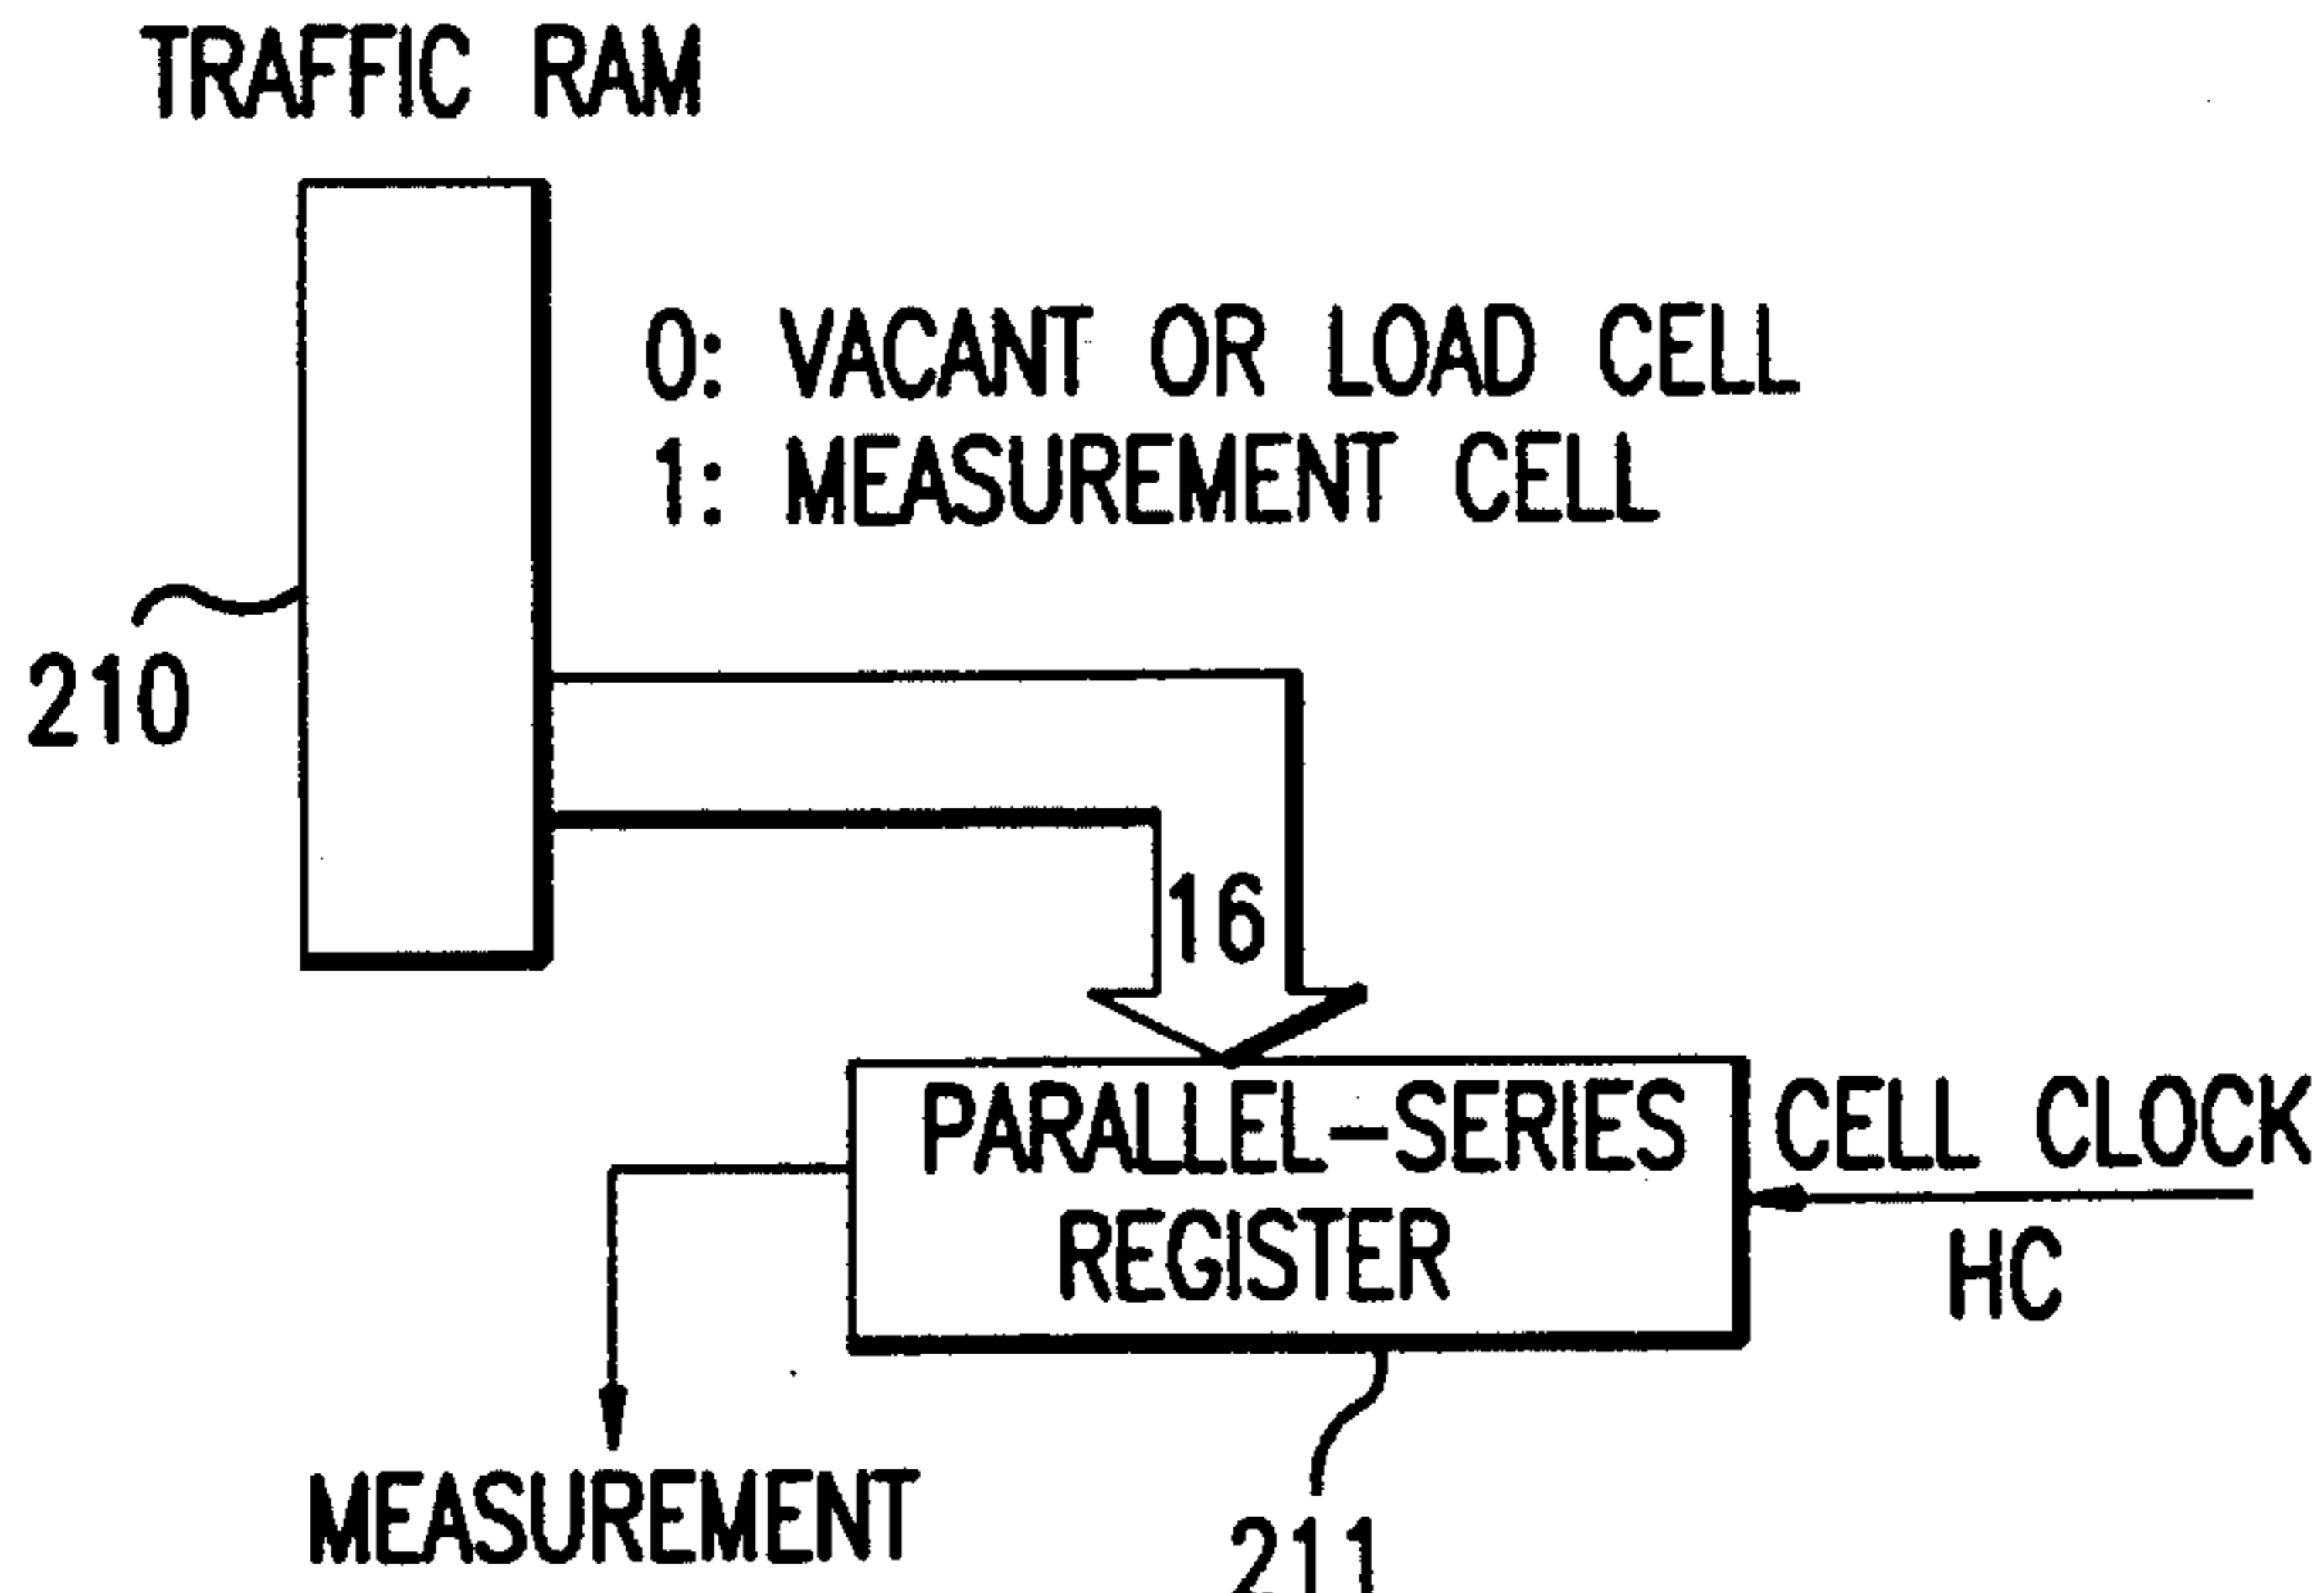 TRAFFIC RAM
0: VACANT OR LOAD CELL
1: MEASUREMENT CELL
210
16
PARALLEL-SERIES
REGISTER
CELL CLOCK
HC
MEASUREMENT
211